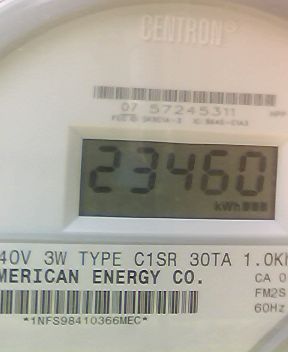 CENTRON®
07 57245311
23460
kWh
40V 3W TYPE C1SR 30TA 1.0K
MERICAN ENERGY CO.
CA 0
FM2S
60Hz
*1NFS98410366MEC*